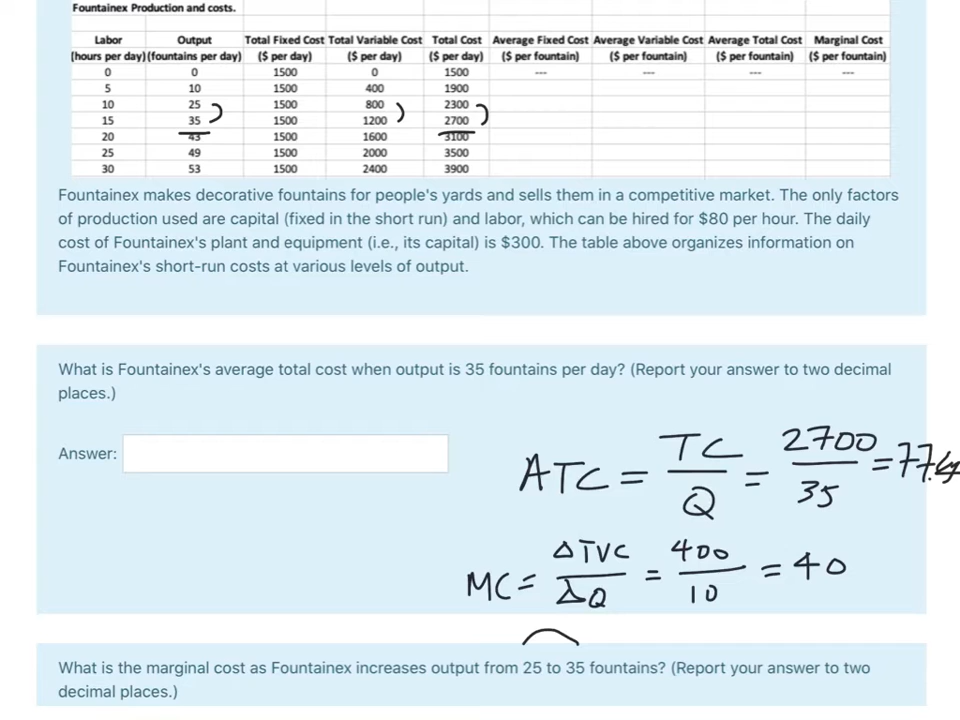 Fountainex Production and costs.
Labor Output Total Fixed Cost Total Variable Cost Total Cost Average Fixed Cost Average Variable Cost Average Total Cost Marginal Cost
(hours per day) (fountains per day) ($ per day) ($ per day) ($ per day) ($ per fountain) ($ per fountain) ($ per fountain) ($ per fountain)
0 0 1500 0 1500 --- --- --- ---
5 10 1500 400 1900
10 25 1500 800 2300
15 35 1500 1200 2700
20 43 1500 1600 3100
25 49 1500 2000 3500
30 53 1500 2400 3900
Fountainex makes decorative fountains for people's yards and sells them in a competitive market. The only factors
of production used are capital (fixed in the short run) and labor, which can be hired for $80 per hour. The daily
cost of Fountainex's plant and equipment (i.e., its capital) is $300. The table above organizes information on
Fountainex's short-run costs at various levels of output.
What is Fountainex's average total cost when output is 35 fountains per day? (Report your answer to two decimal
places.)
Answer:
ATC = TC / Q = 2700 / 35 =
MC = ΔTVC / ΔQ = 400 / 10 = 40
What is the marginal cost as Fountainex increases output from 25 to 35 fountains? (Report your answer to two
decimal places.)